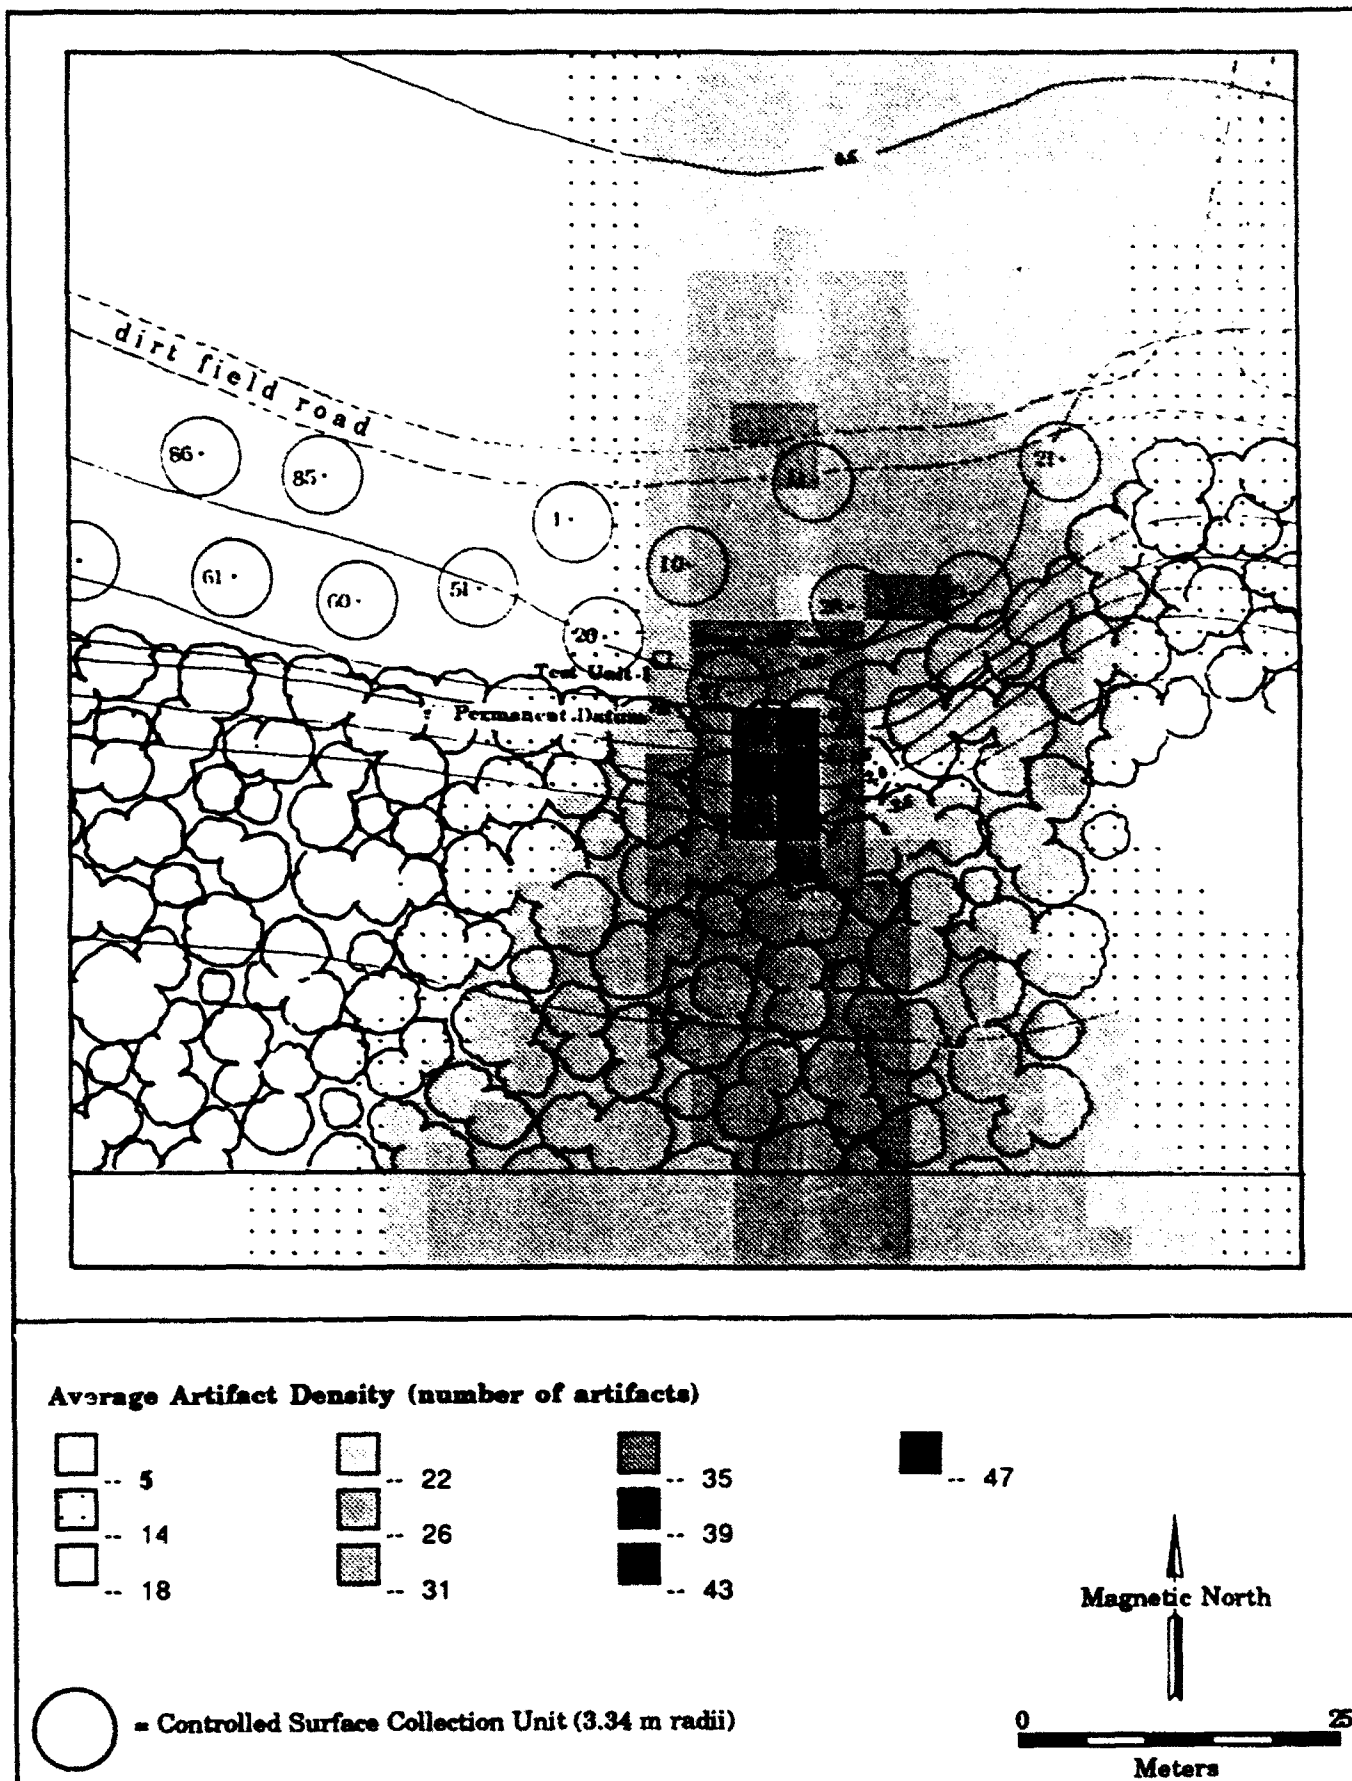 dirt field road
86
85
1
21
10
61
60
51
20
Test Unit-1
Permanent Datum
Average Artifact Density (number of artifacts)
-- 5
-- 22
-- 35
-- 47
-- 14
-- 26
-- 39
-- 18
-- 31
-- 43
Magnetic North
= Controlled Surface Collection Unit (3.34 m radii)
0 25
Meters